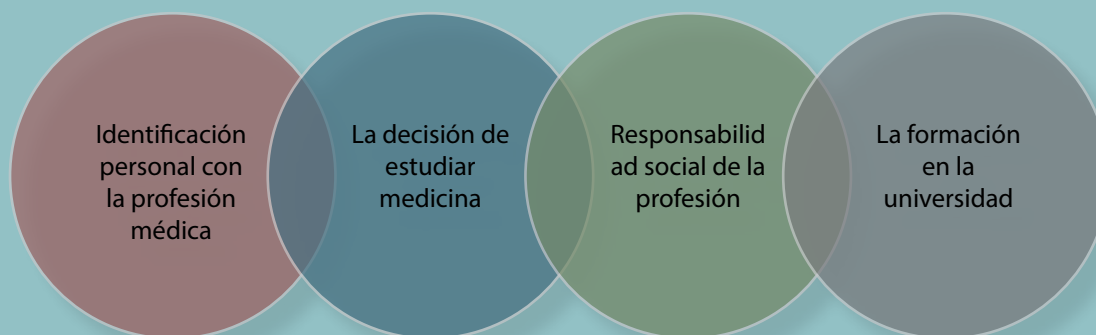 Identificación
personal con
la profesión
médica
La decisión de
estudiar
medicina
Responsabilid
ad social de la
profesión
La formación
en la
universidad